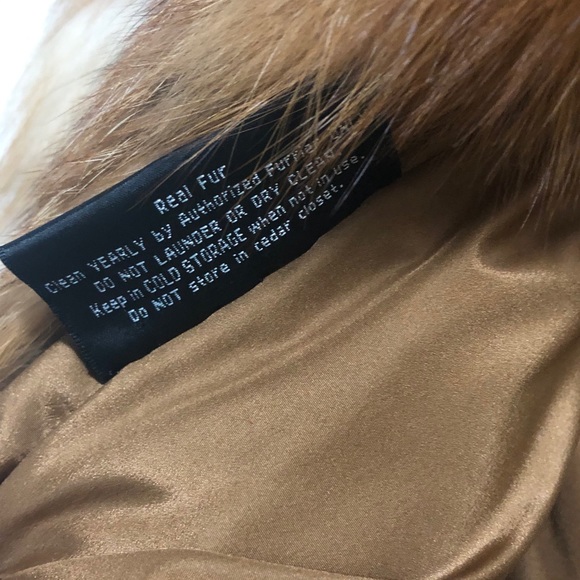 Real Fur
Clean YEARLY by Authorized Furrier
DO NOT LAUNDER OR DRY CLEAN
Keep in COLD STORAGE when not in use.
Do NOT store in cedar closet.